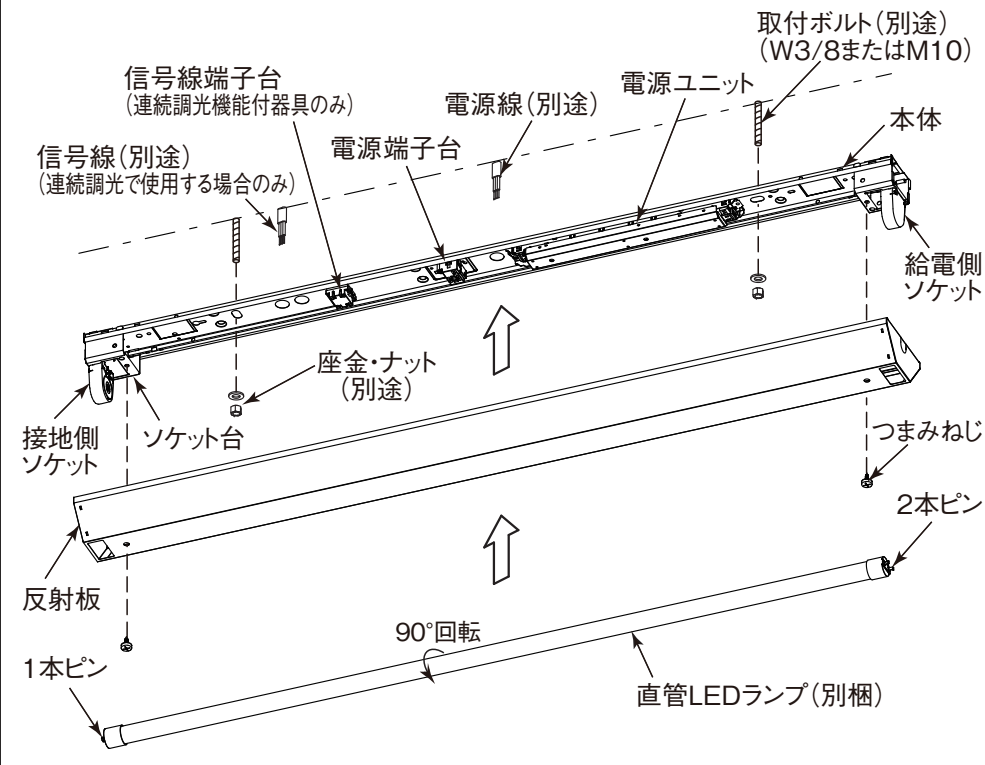 取付ボルト(別途)
(W3/8またはM10)
信号線端子台
(連続調光機能付器具のみ)
電源線(別途)
電源ユニット
本体
信号線(別途)
(連続調光で使用する場合のみ)
電源端子台
給電側
ソケット
座金・ナット
(別途)
接地側
ソケット
ソケット台
つまみねじ
2本ピン
反射板
90°回転
1本ピン
直管LEDランプ(別梱)